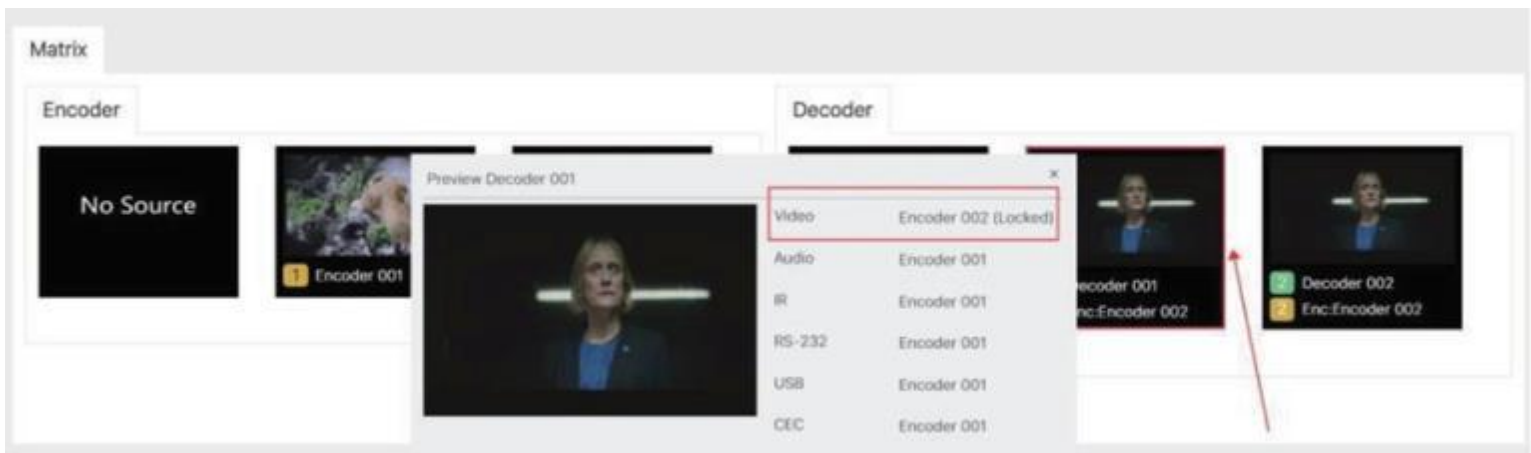 Matrix
Encoder
Decoder
No Source
1 Encoder 001
Preview Decoder 001 ×
Video Encoder 002 (Locked)
Audio Encoder 001
IR Encoder 001
RS-232 Encoder 001
USB Encoder 001
CEC Encoder 001
ecoder 001
nc:Encoder 002
2 Decoder 002
2 Enc:Encoder 002